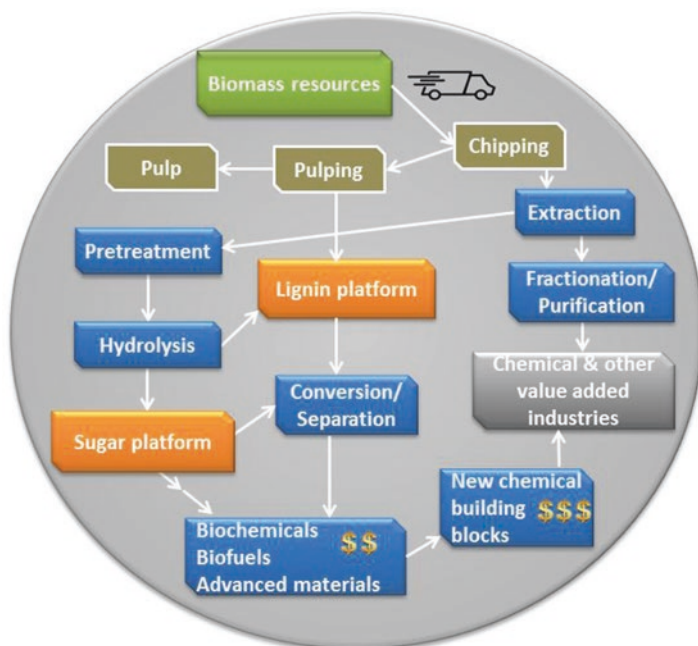 Biomass resources
Chipping
Pulp
Pulping
Extraction
Pretreatment
Lignin platform
Fractionation/
Purification
Hydrolysis
Chemical & other
value added
industries
Conversion/
Separation
Sugar platform
New chemical
building
blocks
$$$
Biochemicals
Biofuels
Advanced materials
$$